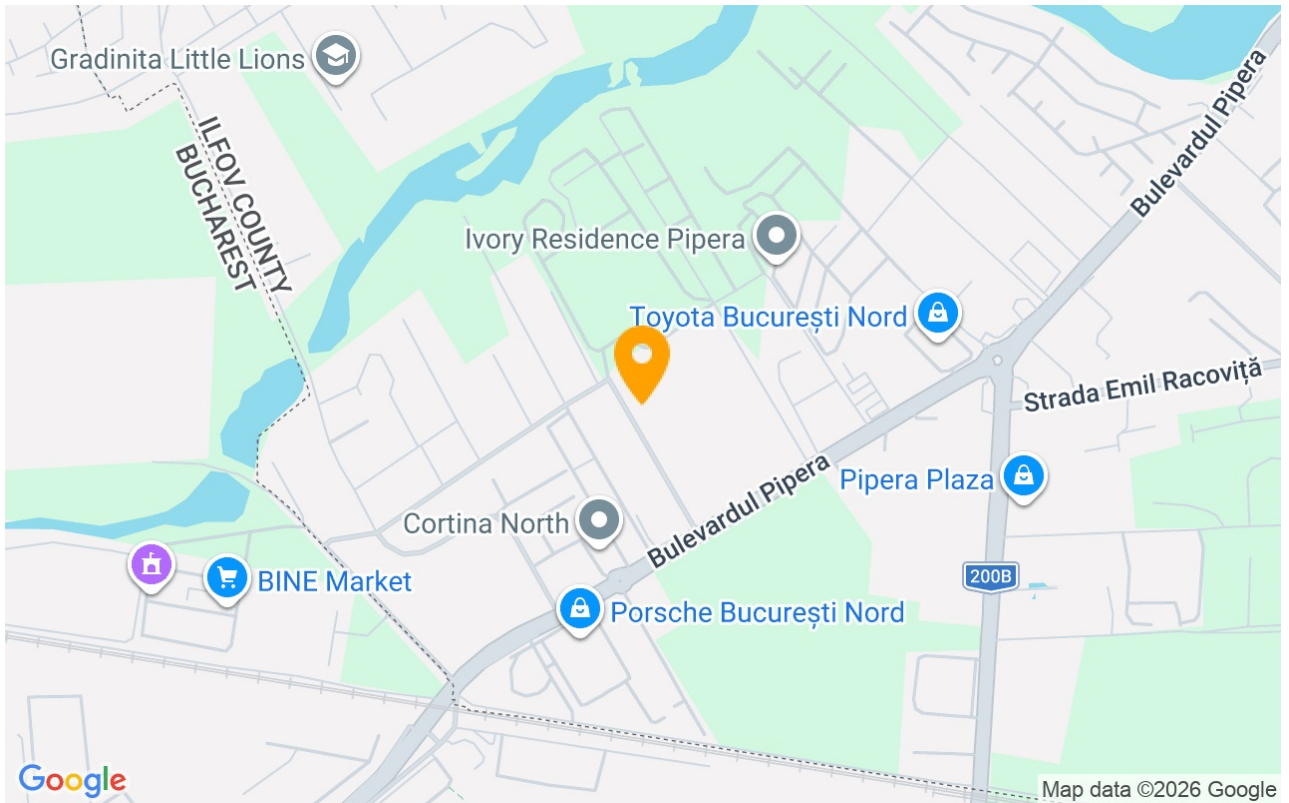 Gradinita Little Lions
ILFOV COUNTY
BUCHAREST
Bulevardul Pipera
Ivory Residence Pipera
Toyota București Nord
Strada Emil Racoviță
Bulevardul Pipera
Pipera Plaza
Cortina North
BINE Market
200B
Porsche București Nord
Google
Map data ©2026 Google